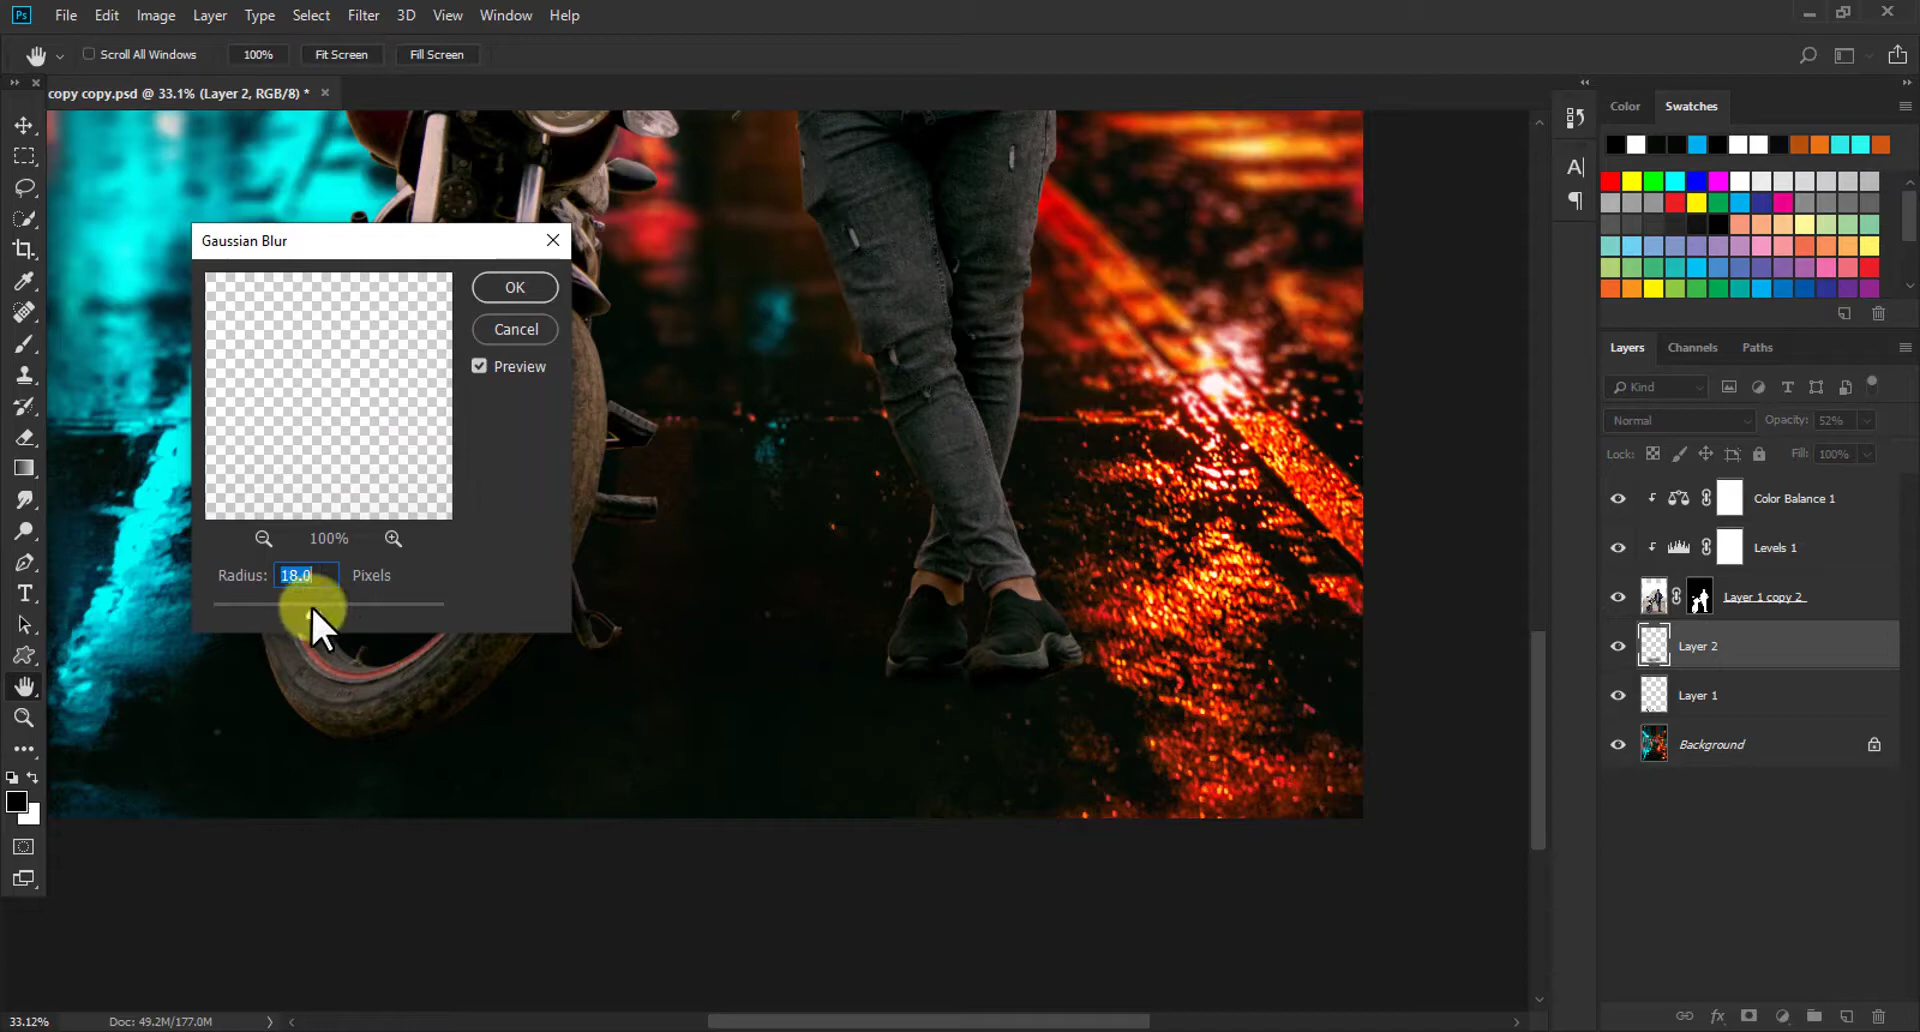 Ps File Edit Image Layer Type Select Filter 3D View Window Help
Scroll All Windows 100% Fit Screen Fill Screen
copy copy.psd @ 33.1% (Layer 2, RGB/8) *
Color Swatches
Gaussian Blur
OK
Cancel
Preview
100%
Radius: 18.0 Pixels
Layers Channels Paths
Kind
Normal Opacity: 52%
Lock: Fill: 100%
Color Balance 1
Levels 1
Layer 1 copy 2
Layer 2
Layer 1
Background
33.12% Doc: 49.2M/177.0M